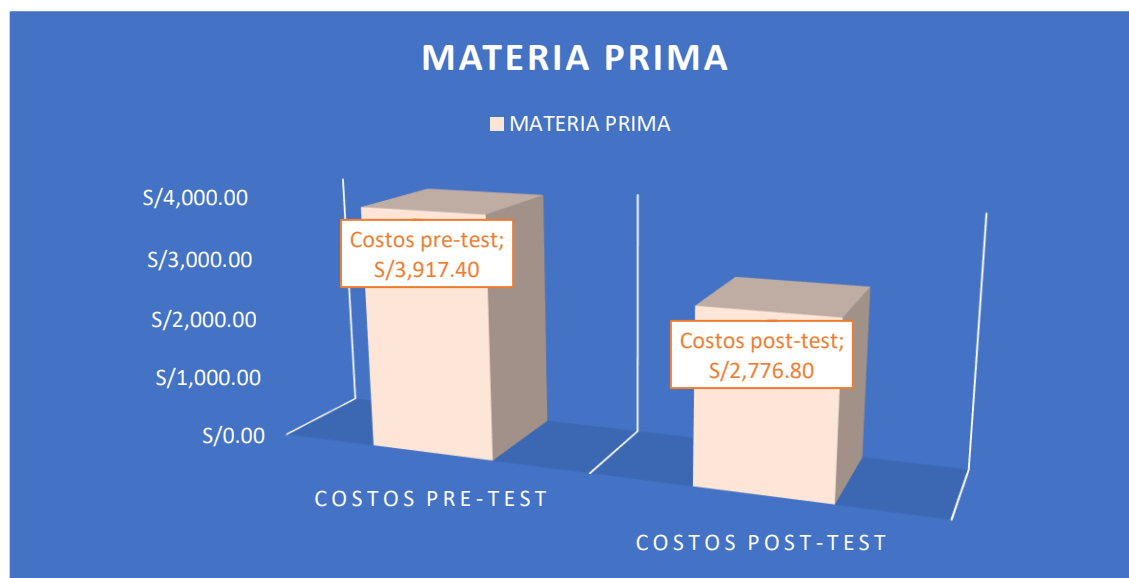 MATERIA PRIMA
MATERIA PRIMA
S/4,000.00
S/3,000.00
S/2,000.00
S/1,000.00
S/0.00
Costos pre-test;
S/3,917.40
Costos post-test;
S/2,776.80
COSTOS PRE-TEST
COSTOS POST-TEST